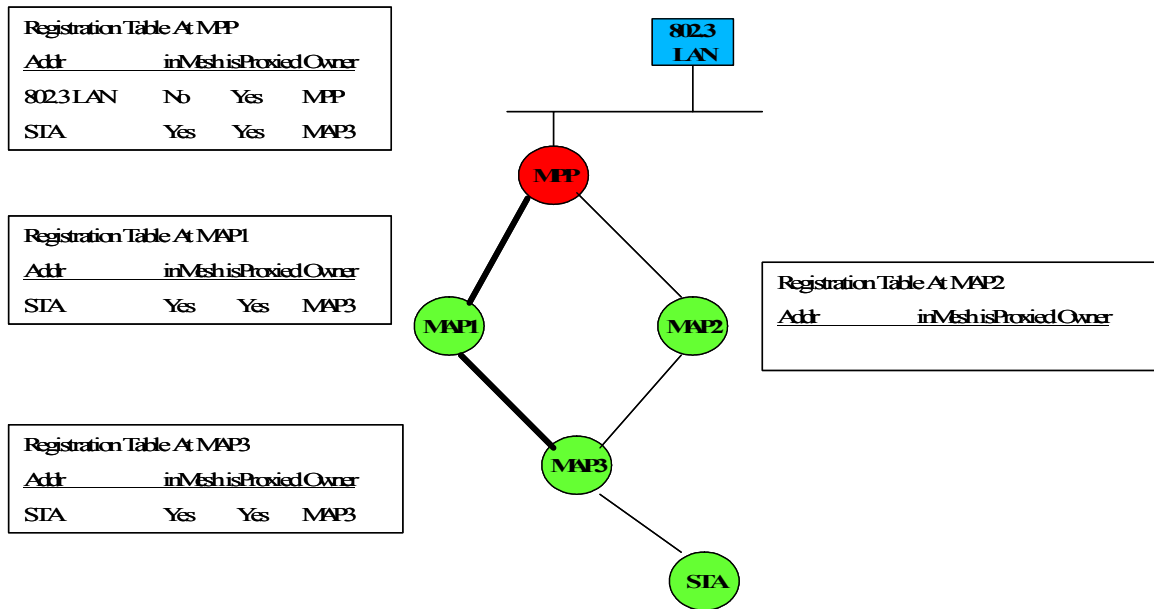 Registration Table At MPP
Addr inMesh isProxied Owner
802.3 LAN No Yes MPP
STA Yes Yes MAP3
802.3
LAN
MPP
Registration Table At MAP1
Addr inMesh isProxied Owner
STA Yes Yes MAP3
MAP1
MAP2
Registration Table At MAP2
Addr inMesh isProxied Owner
Registration Table At MAP3
Addr inMesh isProxied Owner
STA Yes Yes MAP3
MAP3
STA